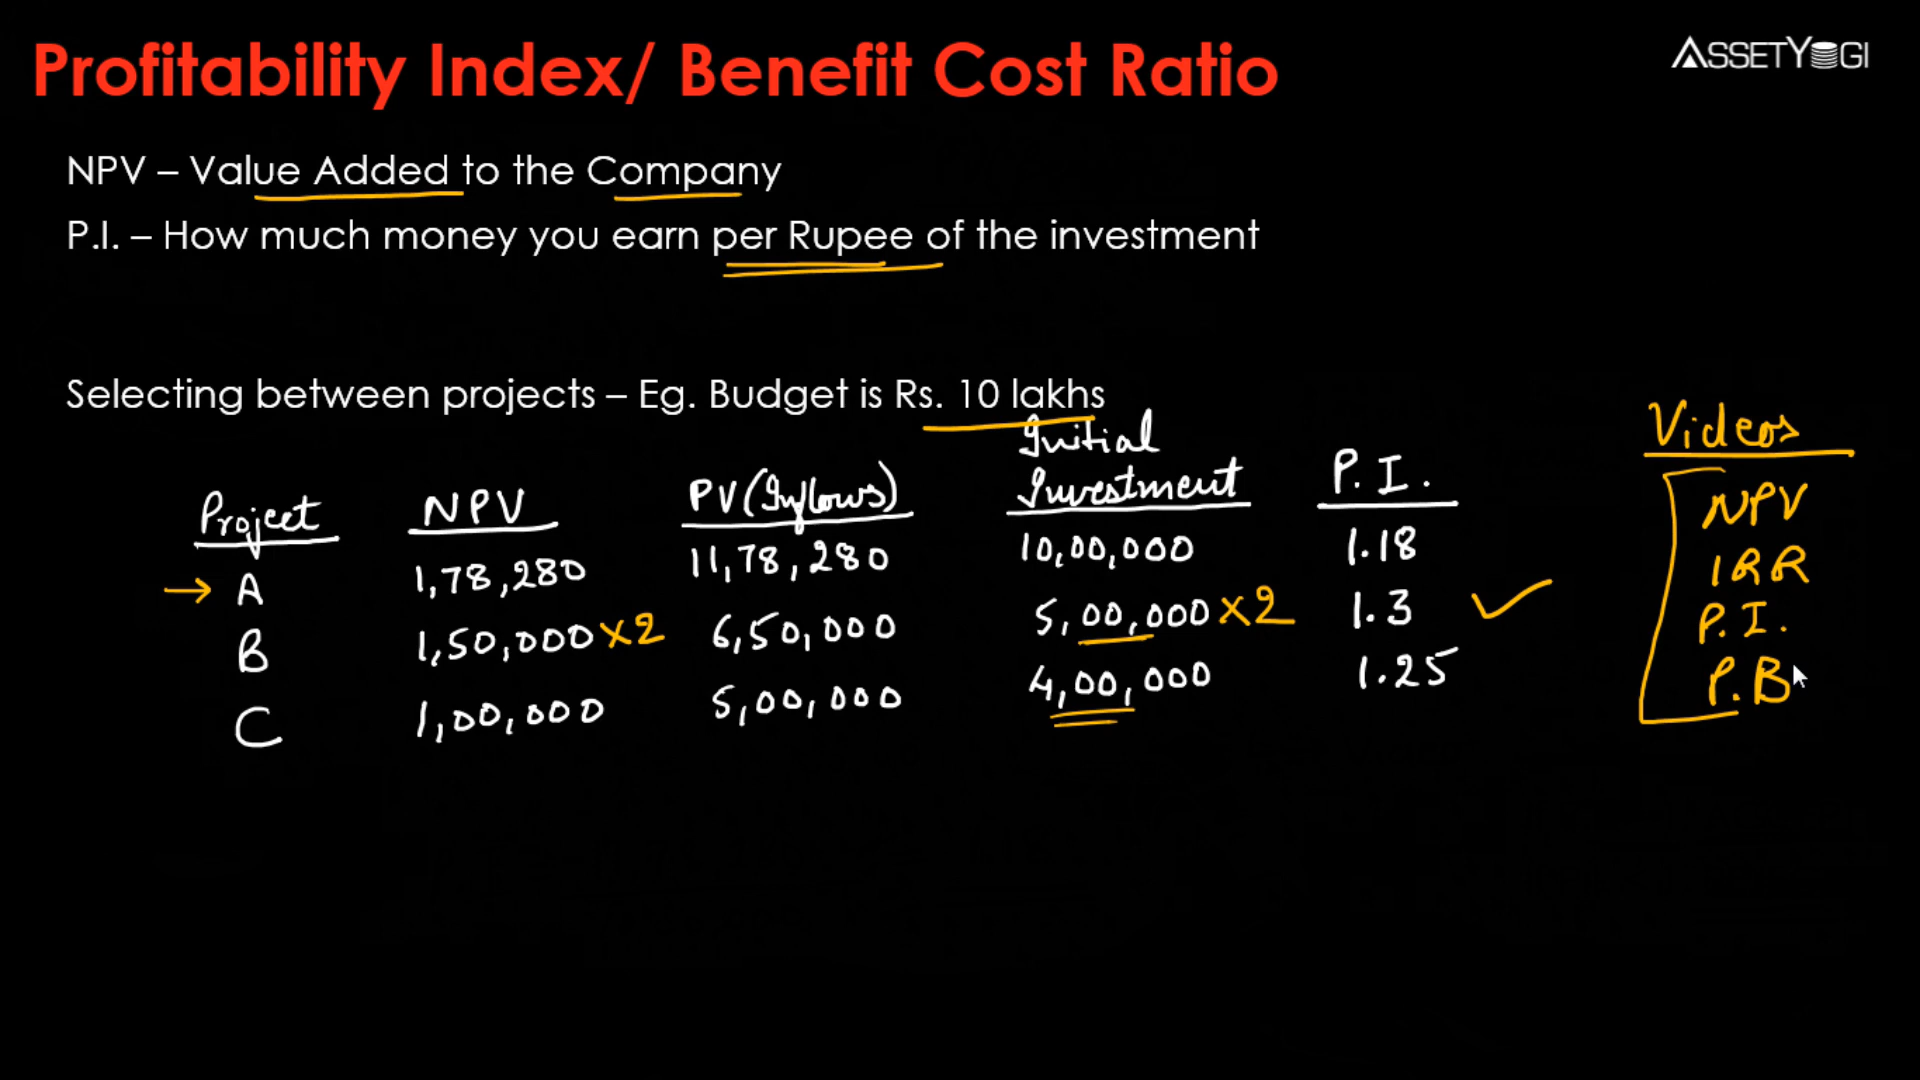 Profitability Index/ Benefit Cost Ratio
ASSETYOGI
NPV – Value Added to the Company
P.I. – How much money you earn per Rupee of the investment
Selecting between projects – Eg. Budget is Rs. 10 lakhs
Project NPV PV(Inflows) Initial Investment P.I.
A 1,78,280 11,78,280 10,00,000 1.18
B 1,50,000 x2 6,50,000 5,00,000 x2 1.3 ✓
C 1,00,000 5,00,000 4,00,000 1.25
Videos
NPV
IRR
P.I.
P.B